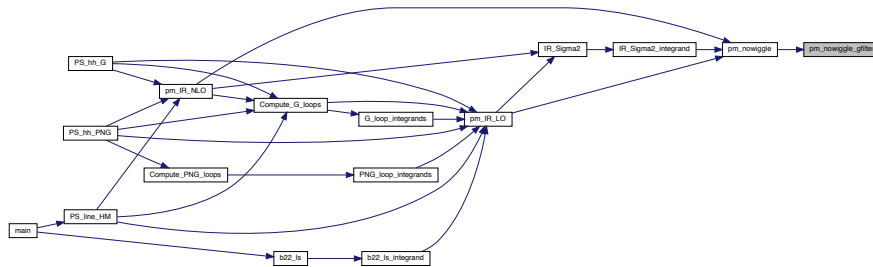 IR_Sigma2
IR_Sigma2_integrand
pm_nowiggle
pm_nowiggle_gfilter
PS_hh_G
pm_IR_NLO
Compute_G_loops
G_loop_integrands
pm_IR_LO
PS_hh_PNG
Compute_PNG_loops
PNG_loop_integrands
PS_line_HM
main
b22_ls
b22_ls_integrand